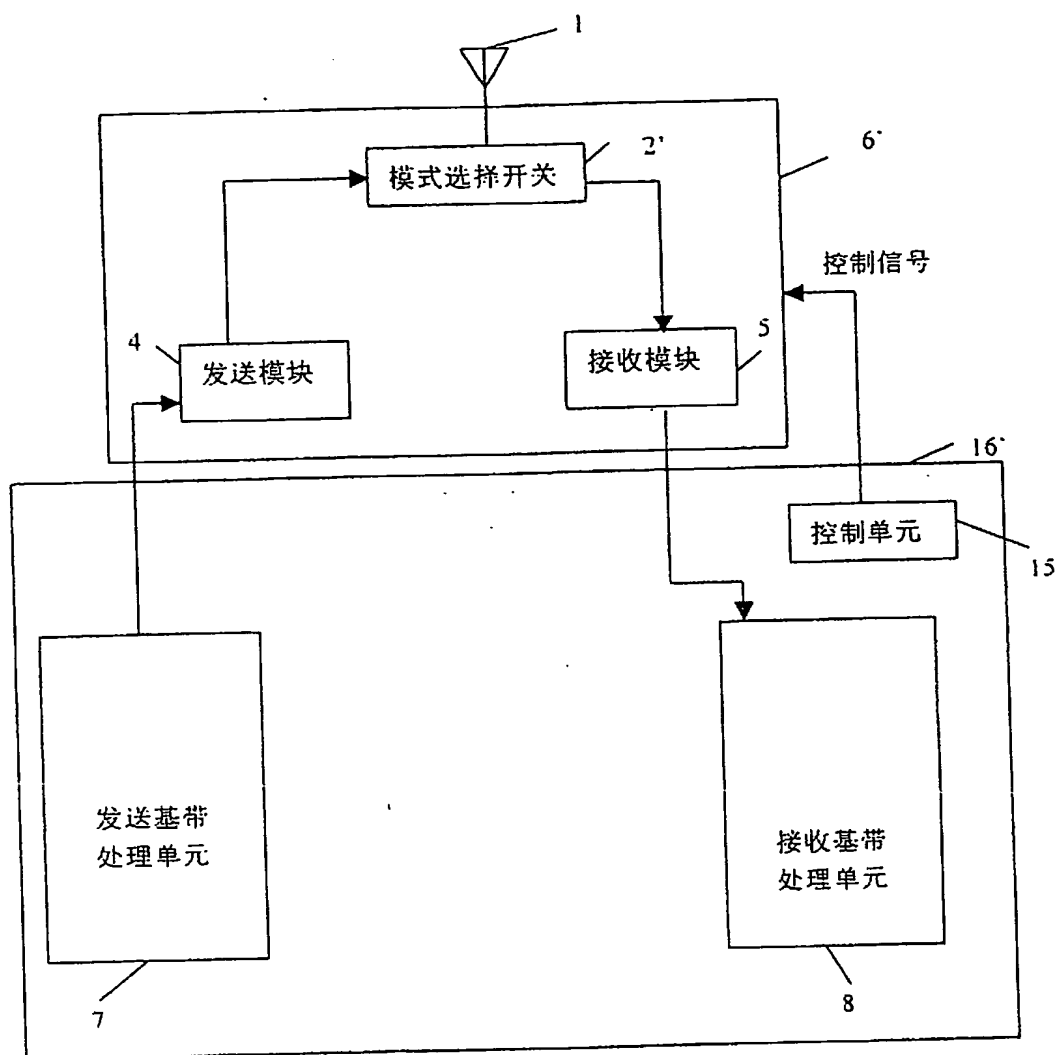 1
2'
模式选择开关
6'
控制信号
4
发送模块
接收模块
5
16'
控制单元
15
发送基带
处理单元
接收基带
处理单元
7
8